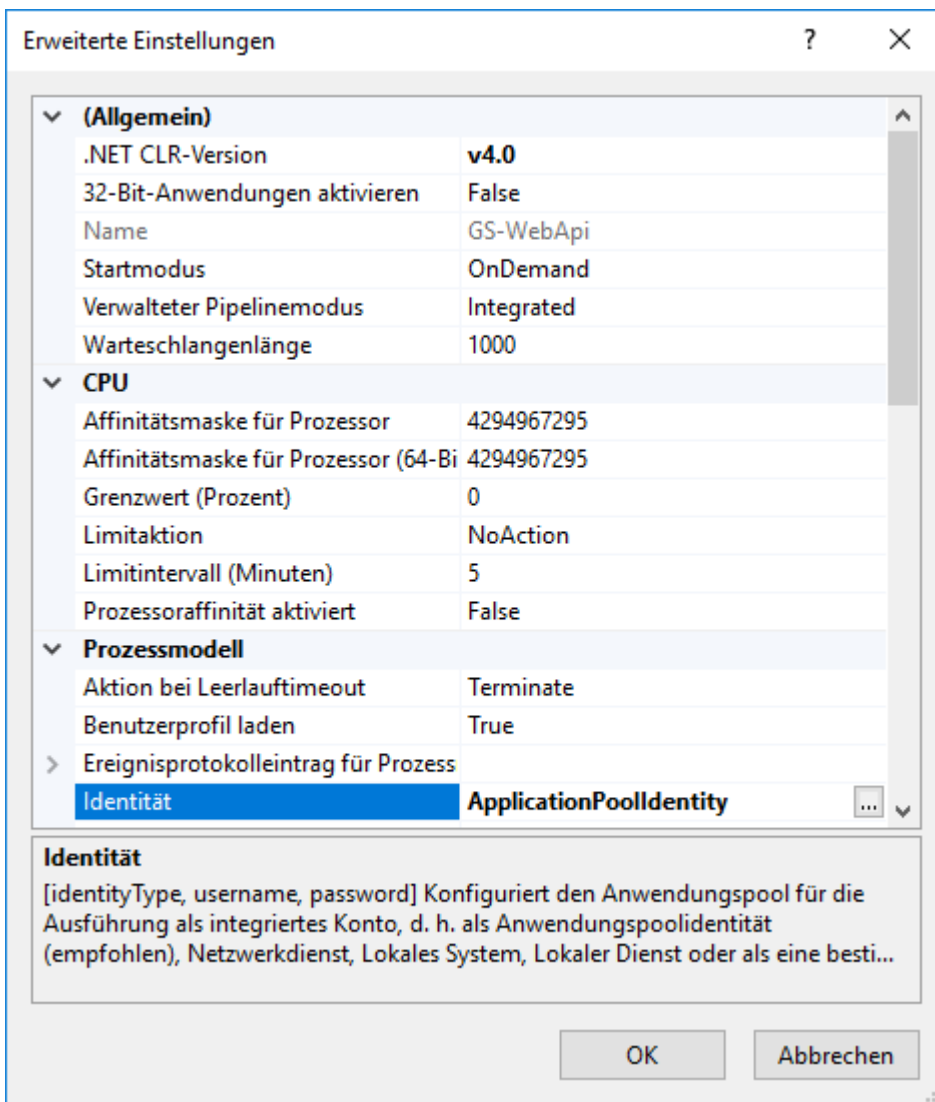 Erweiterte Einstellungen ?
(Allgemein)
.NET CLR-Version v4.0
32-Bit-Anwendungen aktivieren False
Name GS-WebApi
Startmodus OnDemand
Verwalteter Pipelinemodus Integrated
Warteschlangenlänge 1000
CPU
Affinitätsmaske für Prozessor 4294967295
Affinitätsmaske für Prozessor (64-Bi 4294967295
Grenzwert (Prozent) 0
Limitaktion NoAction
Limitintervall (Minuten) 5
Prozessoraffinität aktiviert False
Prozessmodell
Aktion bei Leerlauftimeout Terminate
Benutzerprofil laden True
Ereignisprotokolleintrag für Prozess
Identität ApplicationPoolIdentity ...
Identität
[identityType, username, password] Konfiguriert den Anwendungspool für die
Ausführung als integriertes Konto, d. h. als Anwendungspoolidentität
(empfohlen), Netzwerkdienst, Lokales System, Lokaler Dienst oder als eine besti...
OK Abbrechen